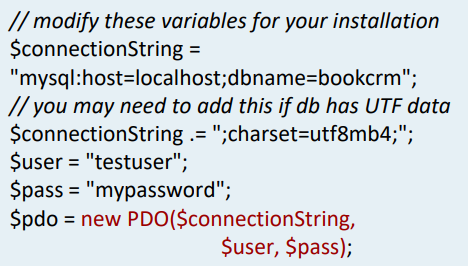 // modify these variables for your installation
$connectionString =
"mysql:host=localhost;dbname=bookcrm";
// you may need to add this if db has UTF data
$connectionString .= ";charset=utf8mb4;";
$user = "testuser";
$pass = "mypassword";
$pdo = new PDO($connectionString,
$user, $pass);